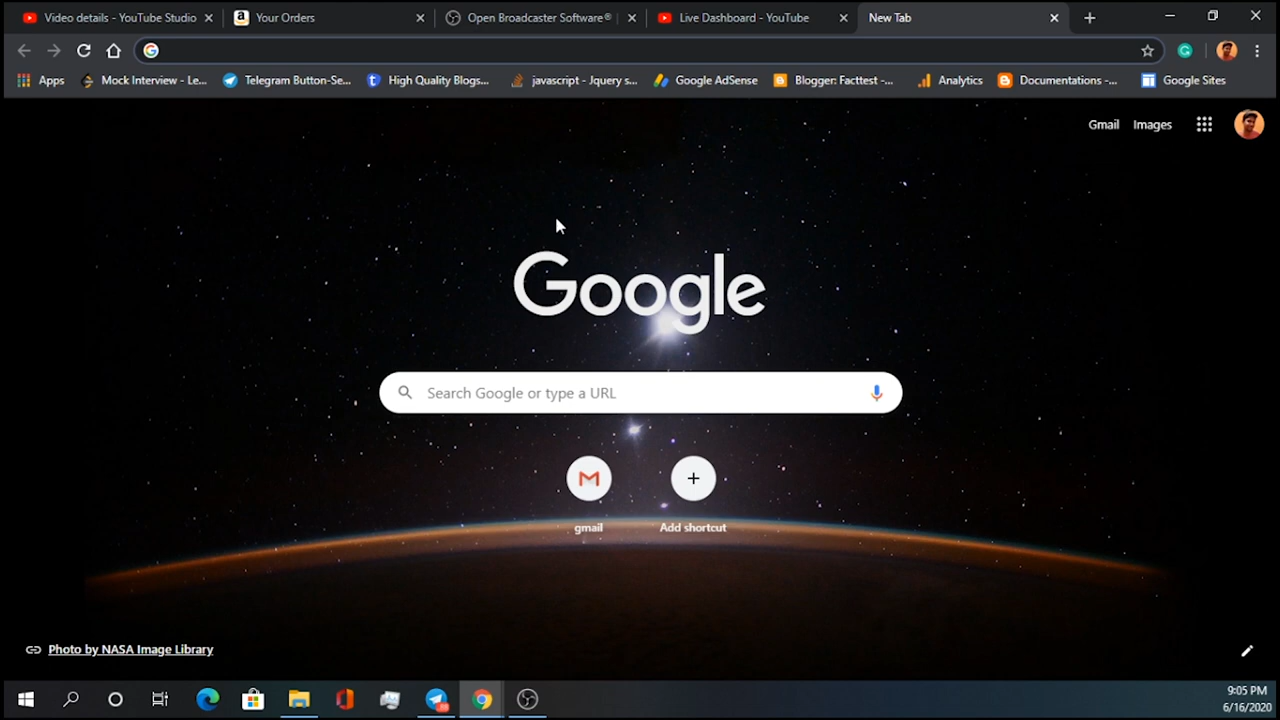 Video details - YouTube Studio
Your Orders
Open Broadcaster Software®
Live Dashboard - YouTube
New Tab
Apps
Mock Interview - Le...
Telegram Button-Se...
High Quality Blogs...
javascript - Jquery s...
Google AdSense
Blogger: Facttest -...
Analytics
Documentations -...
Google Sites
Gmail
Images
Google
Search Google or type a URL
gmail
Add shortcut
Photo by NASA Image Library
9:05 PM
6/16/2020